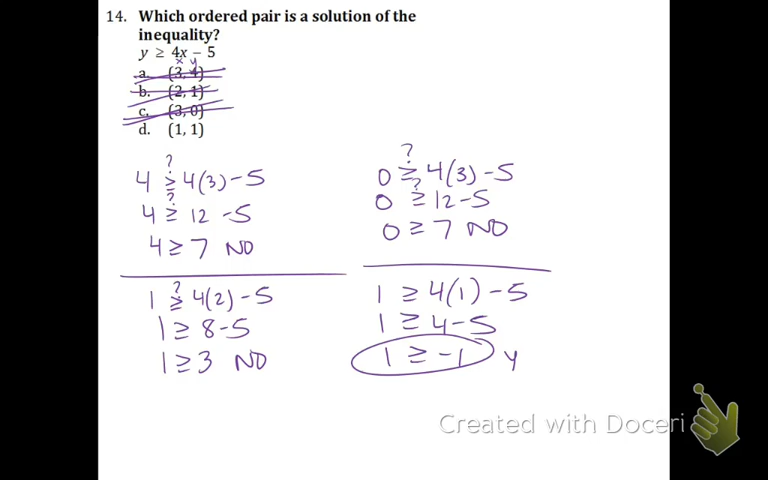 14. Which ordered pair is a solution of the
inequality?
y ≥ 4x − 5
x y
a. (3, 4)
b. (2, 1)
c. (3, 0)
d. (1, 1)
?
4 ≥ 4(3) - 5
?
4 ≥ 12 - 5
4 ≥ 7 NO
?
1 ≥ 4(2) - 5
1 ≥ 8 - 5
1 ≥ 3 NO
?
0 ≥ 4(3) - 5
?
0 ≥ 12 - 5
0 ≥ 7 NO
1 ≥ 4(1) - 5
1 ≥ 4 - 5
1 ≥ -1 Y
Created with Doceri